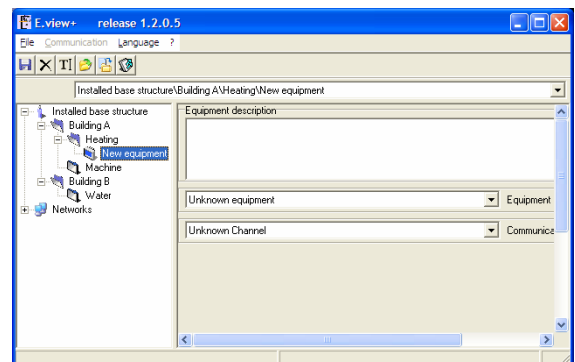 E.view+ release 1.2.0.5
File Communication Language ?
Installed base structure\Building A\Heating\New equipment
Installed base structure
Building A
Heating
New equipment
Machine
Building B
Water
Networks
Equipment description
Unknown equipment
Equipment
Unknown Channel
Communica